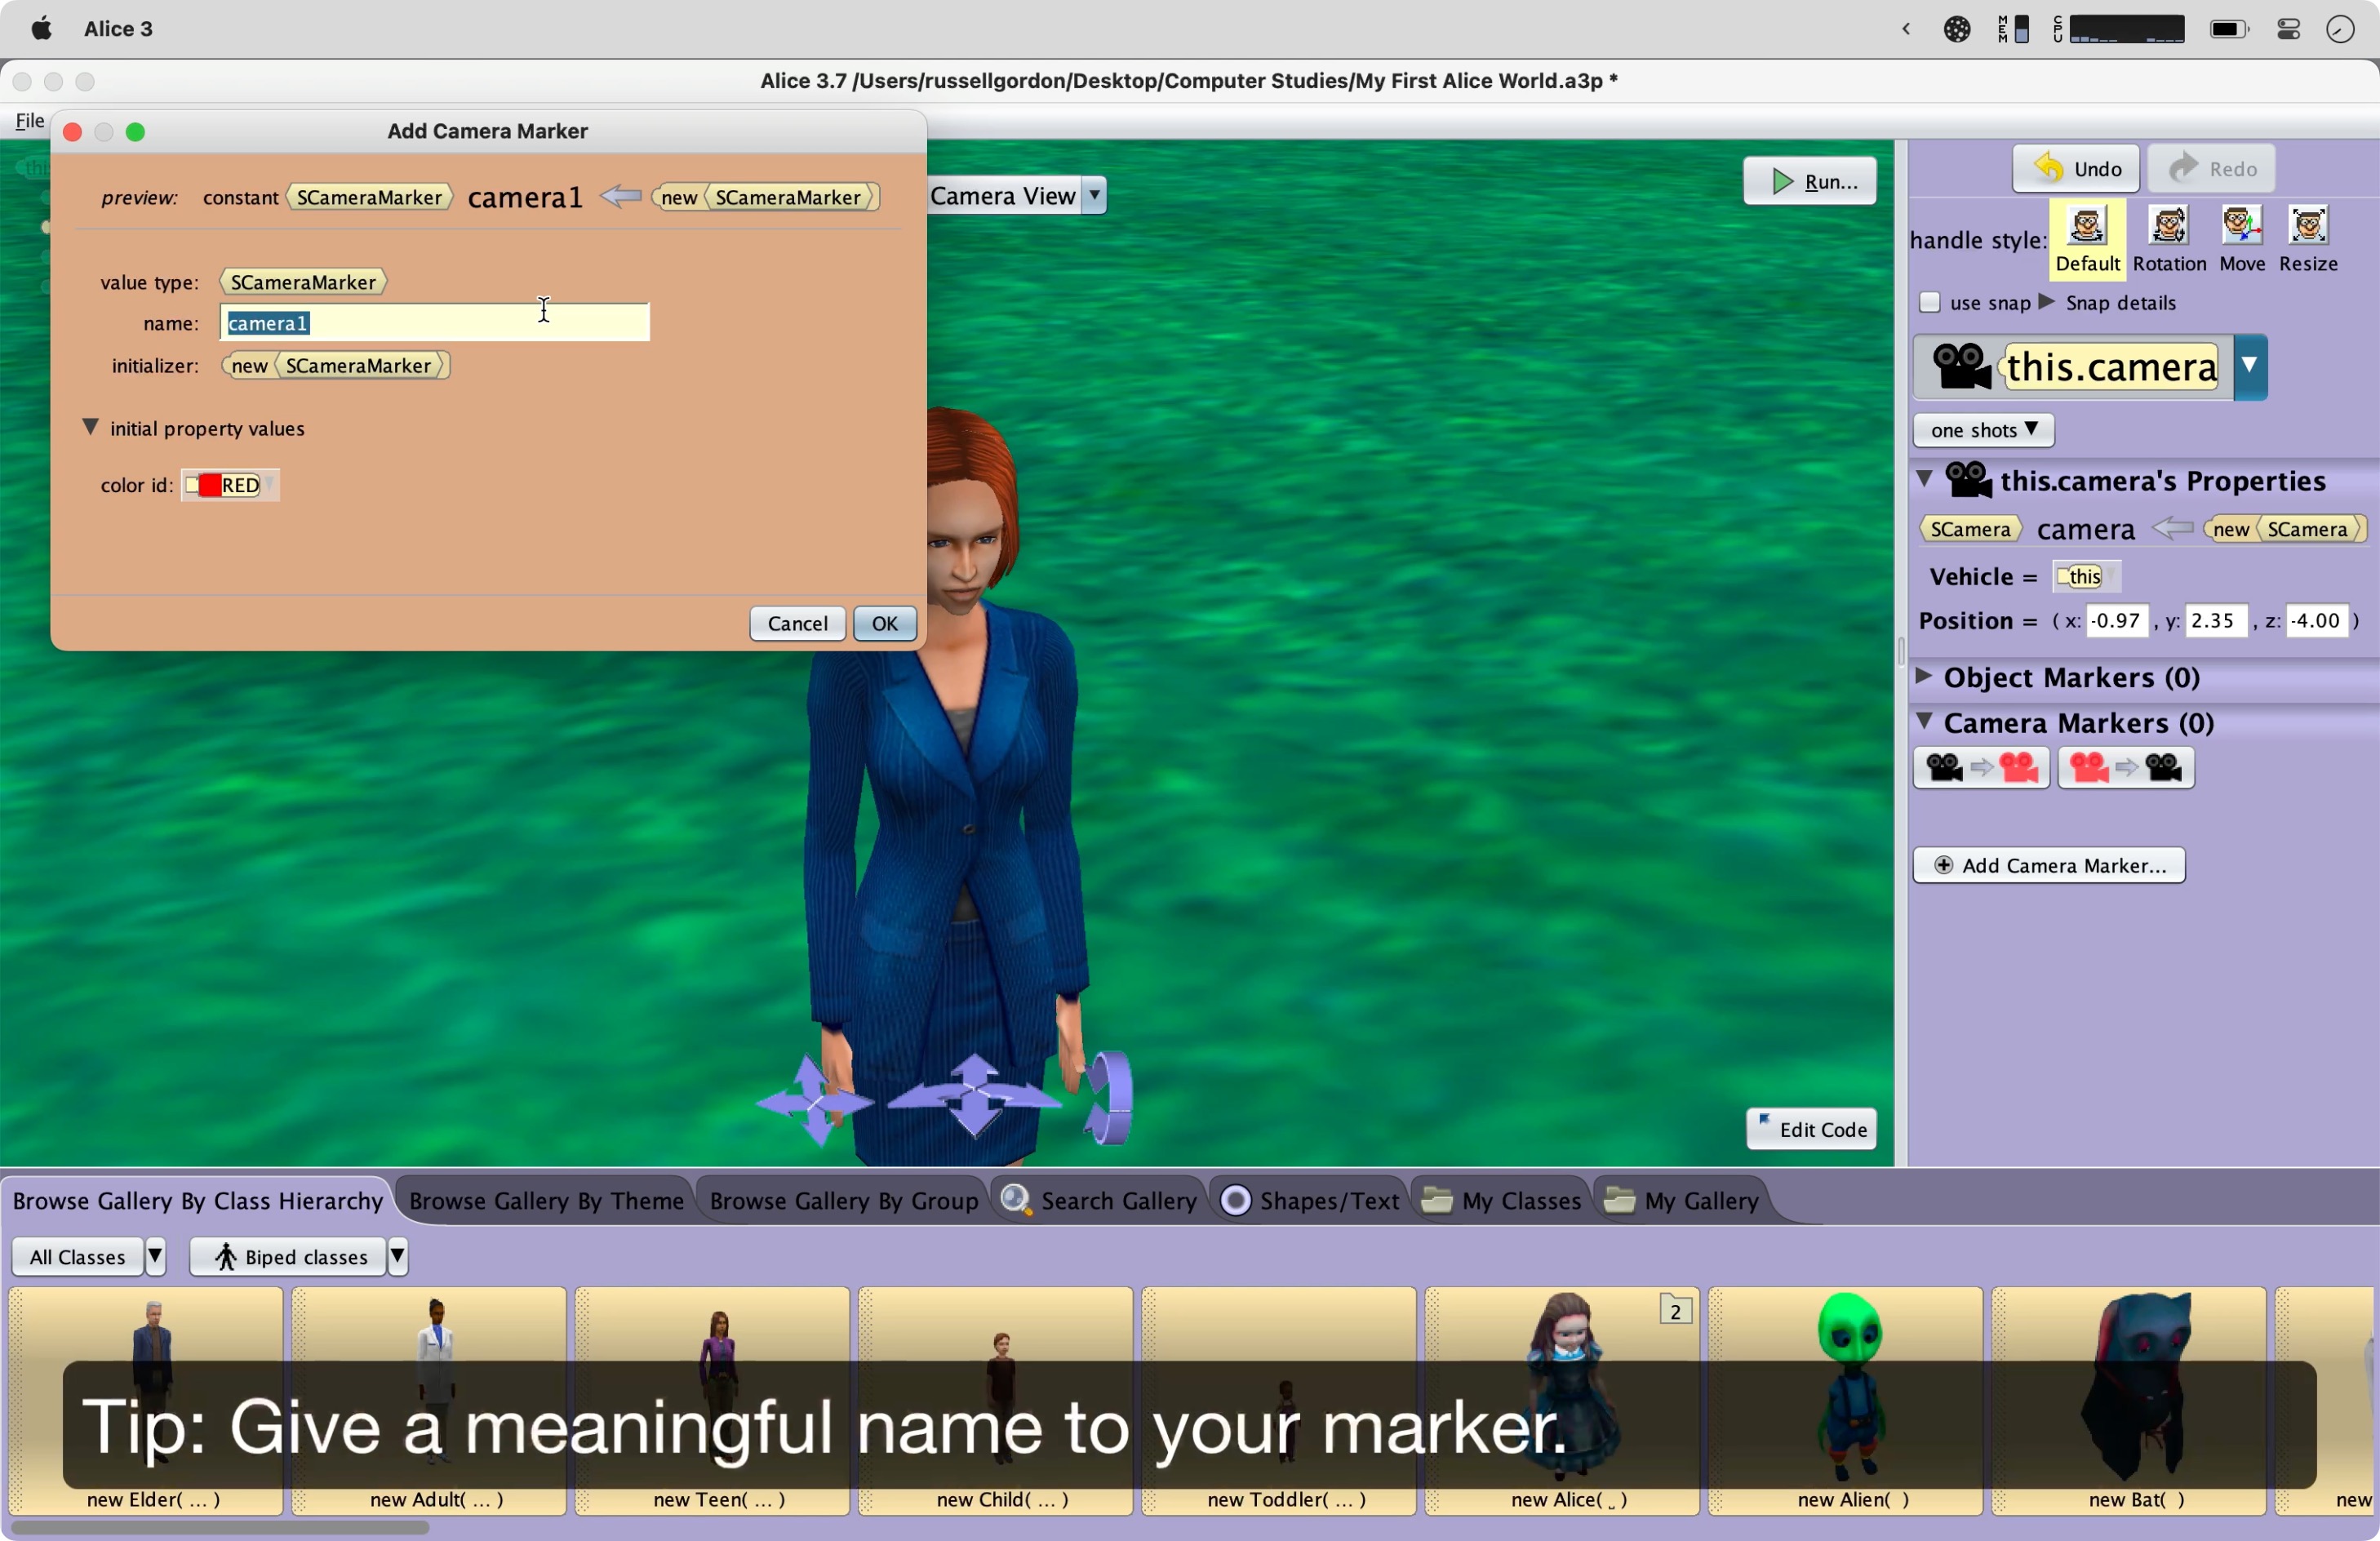 Alice 3
MEM
CPU
Alice 3.7 /Users/russellgordon/Desktop/Computer Studies/My First Alice World.a3p *
File
Add Camera Marker
preview: constant SCameraMarker camera1 new SCameraMarker
value type: SCameraMarker
name: camera1
initializer: new SCameraMarker
initial property values
color id: RED
Cancel OK
Camera View
Run...
Edit Code
Undo Redo
handle style: Default Rotation Move Resize
use snap Snap details
this.camera
one shots
this.camera's Properties
SCamera camera new SCamera
Vehicle = this
Position = ( x: -0.97 , y: 2.35 , z: -4.00 )
Object Markers (0)
Camera Markers (0)
Add Camera Marker...
Browse Gallery By Class Hierarchy Browse Gallery By Theme Browse Gallery By Group Search Gallery Shapes/Text My Classes My Gallery
All Classes Biped classes
2
Tip: Give a meaningful name to your marker.
new Elder( ... ) new Adult( ... ) new Teen( ... ) new Child( ... ) new Toddler( ... ) new Alice( ... ) new Alien( ) new Bat( ) new